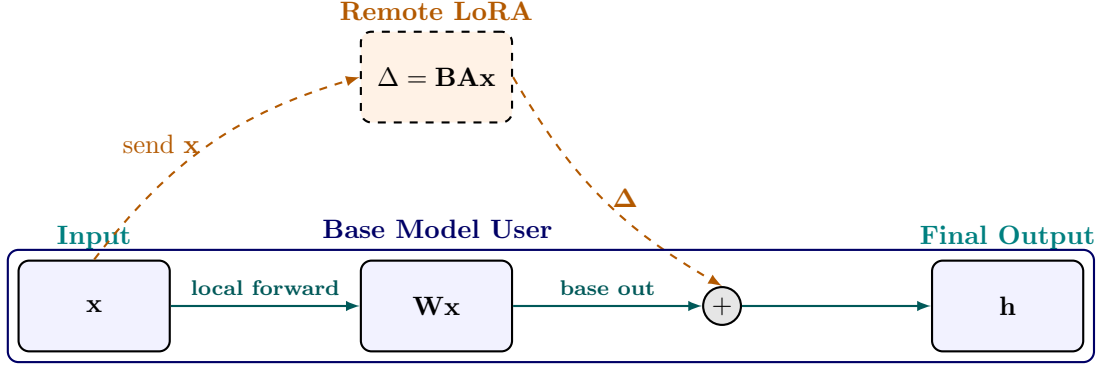 Remote LoRA
Δ = BAx
send x
Δ
Input
Base Model User
Final Output
x
local forward
Wx
base out
+
h